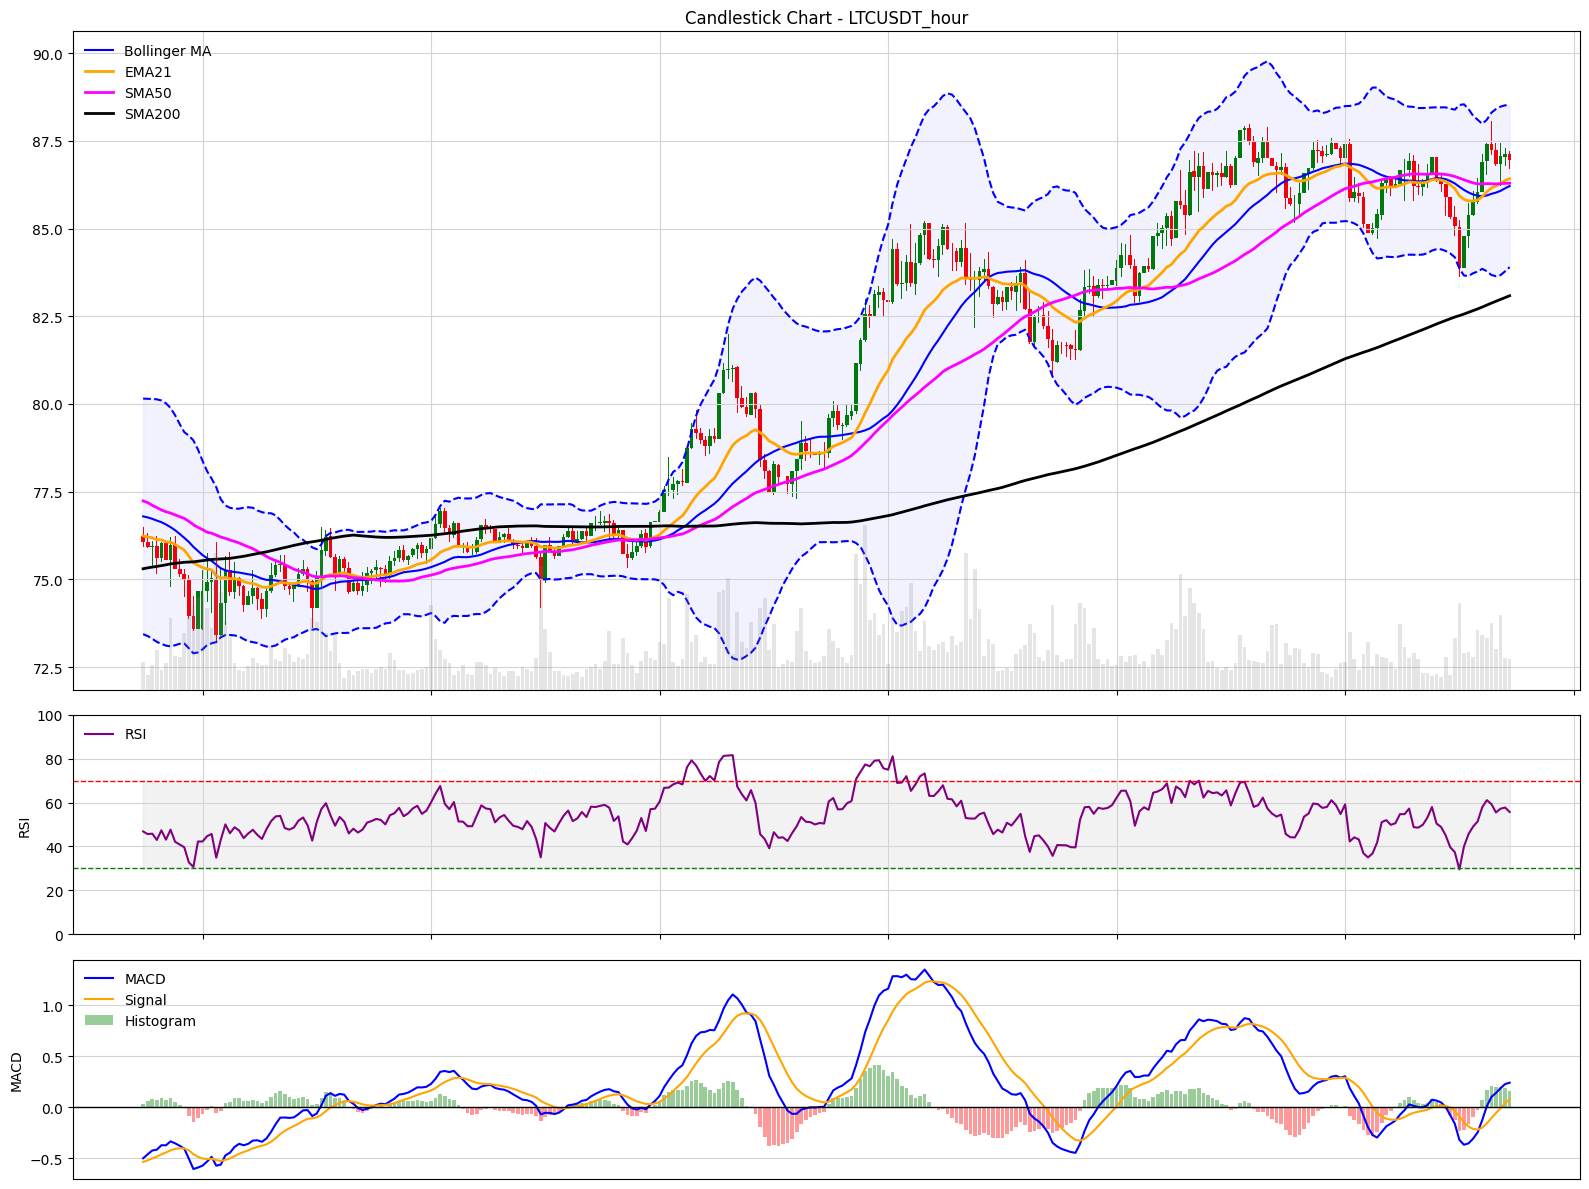 Candlestick Chart - LTCUSDT_hour
90.0
87.5
85.0
82.5
80.0
77.5
75.0
72.5
Bollinger MA
EMA21
SMA50
SMA200
100
80
60
40
20
0
RSI
RSI
1.0
0.5
0.0
−0.5
MACD
MACD
Signal
Histogram